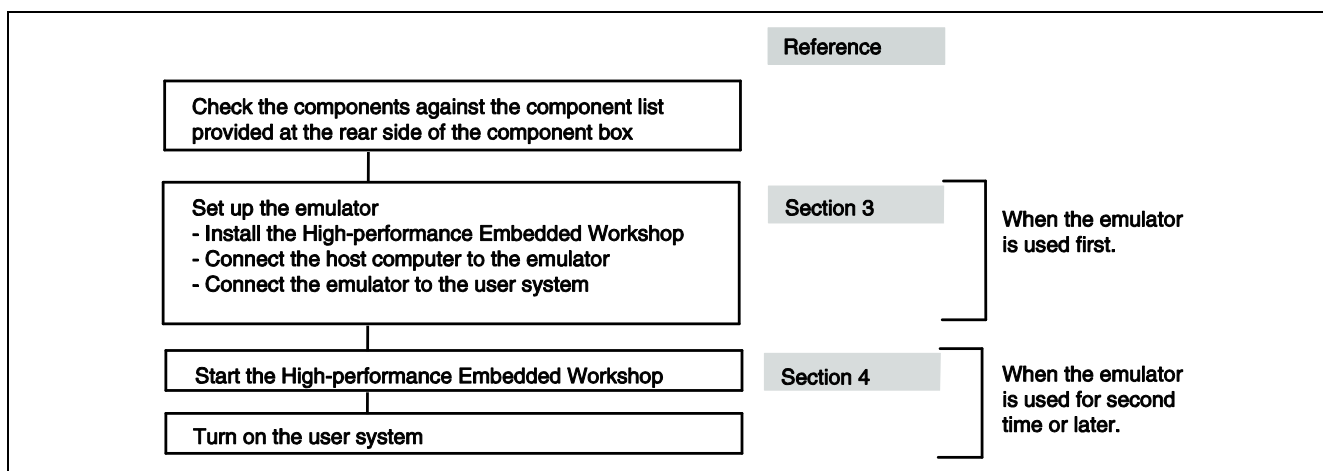 Reference
Check the components against the component list
provided at the rear side of the component box
Set up the emulator
- Install the High-performance Embedded Workshop
- Connect the host computer to the emulator
- Connect the emulator to the user system
Section 3
When the emulator
is used first.
Start the High-performance Embedded Workshop
Section 4
When the emulator
is used for second
time or later.
Turn on the user system